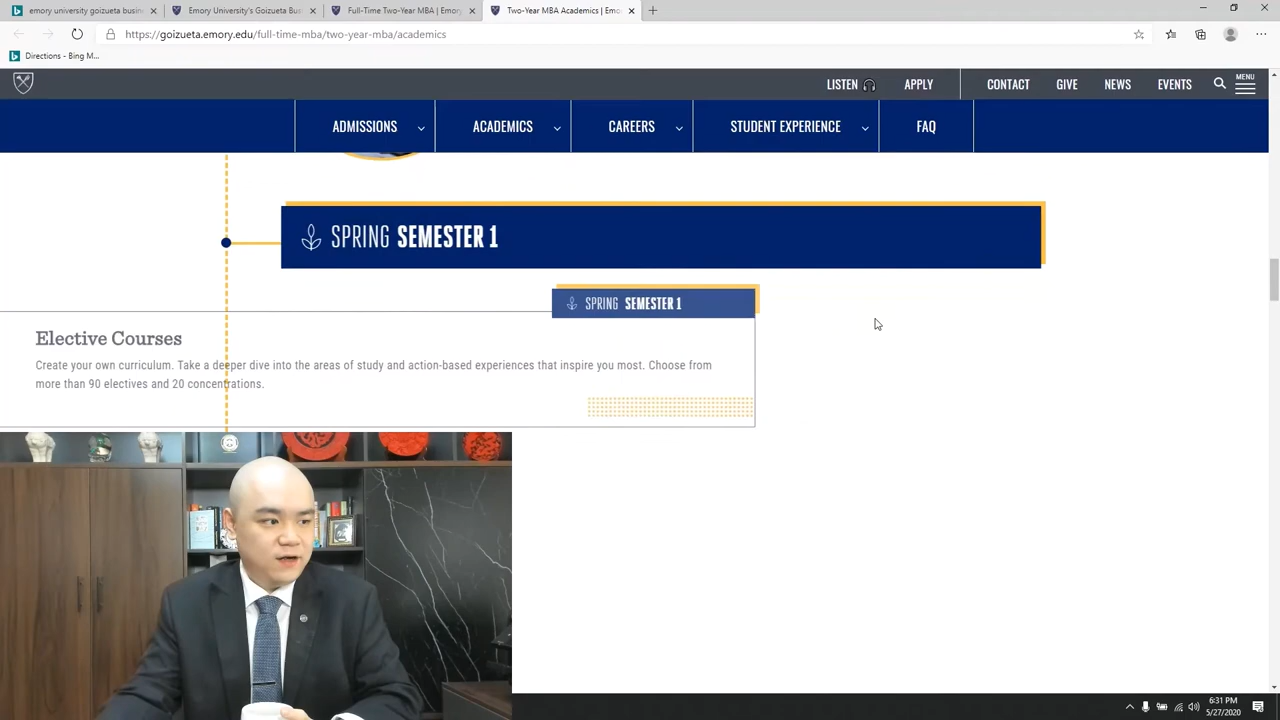 emory university goizueta busine
Emory University's Goizueta Bu
Full-Time Two-Year MBA | Emory
Two-Year MBA Academics | Emo
https://goizueta.emory.edu/full-time-mba/two-year-mba/academics
Directions - Bing M...
LISTEN APPLY CONTACT GIVE NEWS EVENTS MENU
ADMISSIONS ACADEMICS CAREERS STUDENT EXPERIENCE FAQ
SPRING SEMESTER 1
SPRING SEMESTER 1
Elective Courses
Create your own curriculum. Take a deeper dive into the areas of study and action-based experiences that inspire you most. Choose from
more than 90 electives and 20 concentrations.
6:31 PM
5/27/2020